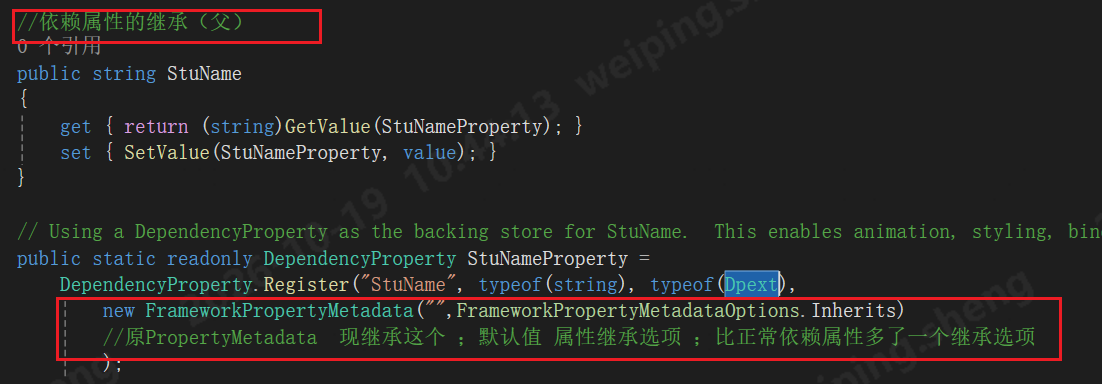 //依赖属性的继承（父）
0 个引用
public string StuName
{
get { return (string)GetValue(StuNameProperty); }
set { SetValue(StuNameProperty, value); }
}
// Using a DependencyProperty as the backing store for StuName.  This enables animation, styling, bin
public static readonly DependencyProperty StuNameProperty =
DependencyProperty.Register("StuName", typeof(string), typeof(Dpext),
new FrameworkPropertyMetadata("",FrameworkPropertyMetadataOptions.Inherits)
//原PropertyMetadata  现继承这个 ；默认值 属性继承选项 ；比正常依赖属性多了一个继承选项
);